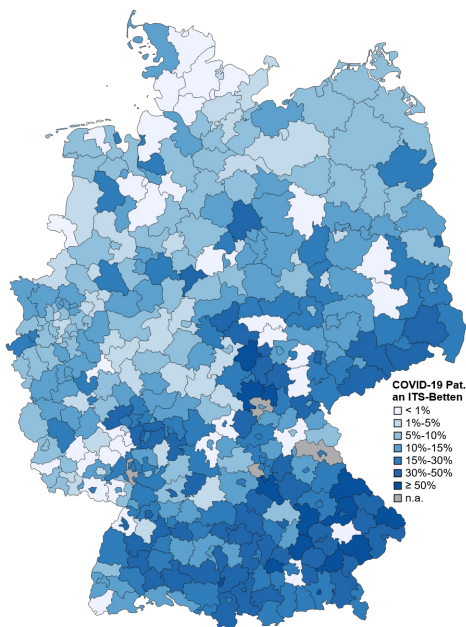 COVID-19 Pat.
an ITS-Betten
< 1%
1%-5%
5%-10%
10%-15%
15%-30%
30%-50%
≥ 50%
n.a.